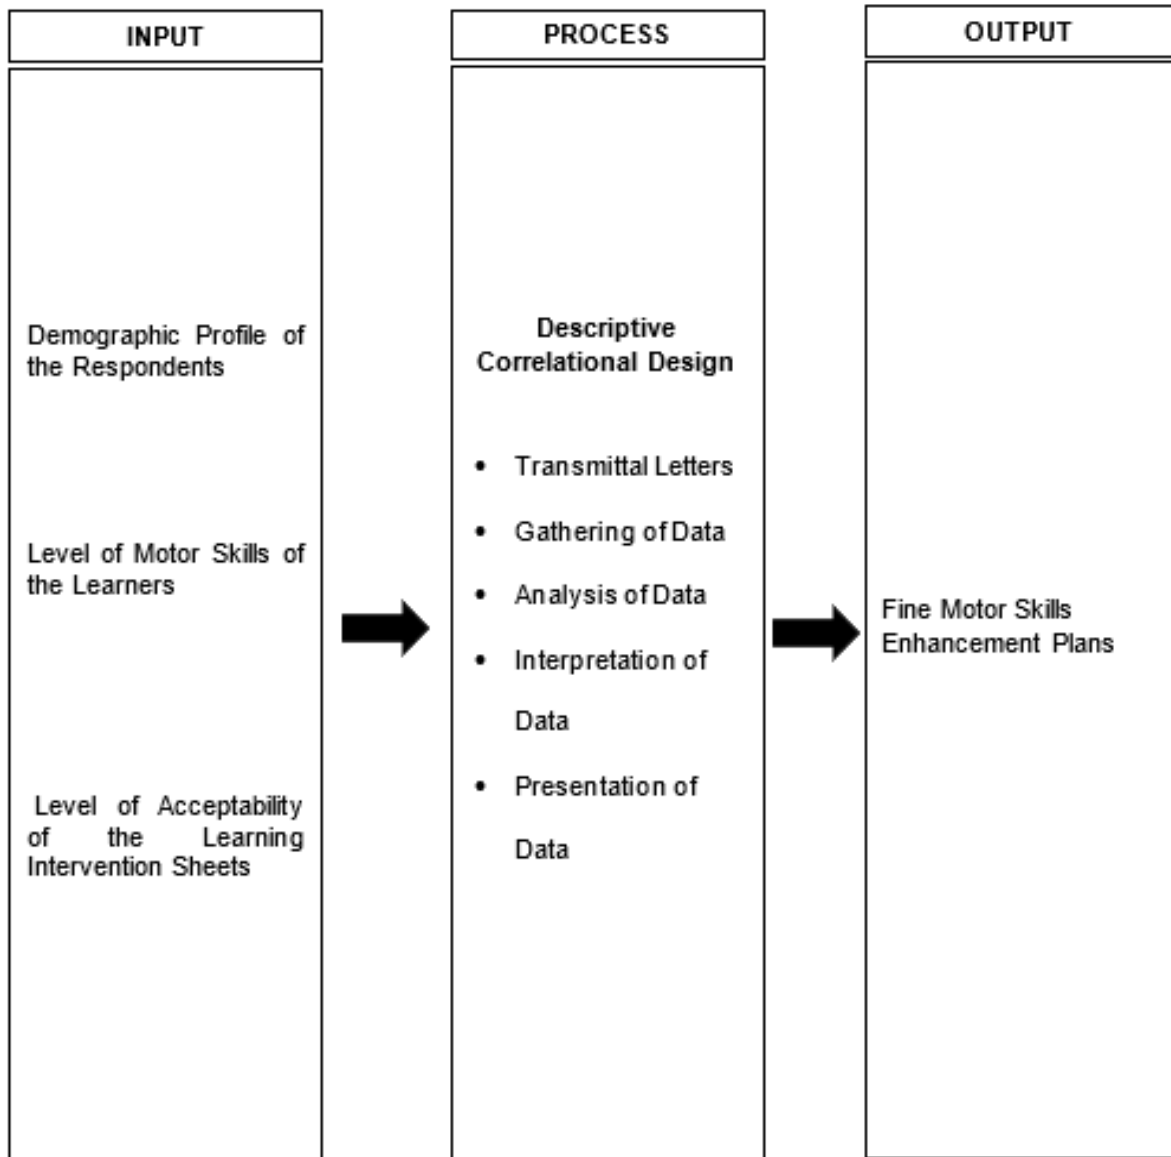 INPUT
Demographic Profile of
the Respondents
Level of Motor Skills of
the Learners
Level of Acceptability
of the Learning
Intervention Sheets
PROCESS
Descriptive
Correlational Design
• Transmittal Letters
• Gathering of Data
• Analysis of Data
• Interpretation of
Data
• Presentation of
Data
OUTPUT
Fine Motor Skills
Enhancement Plans